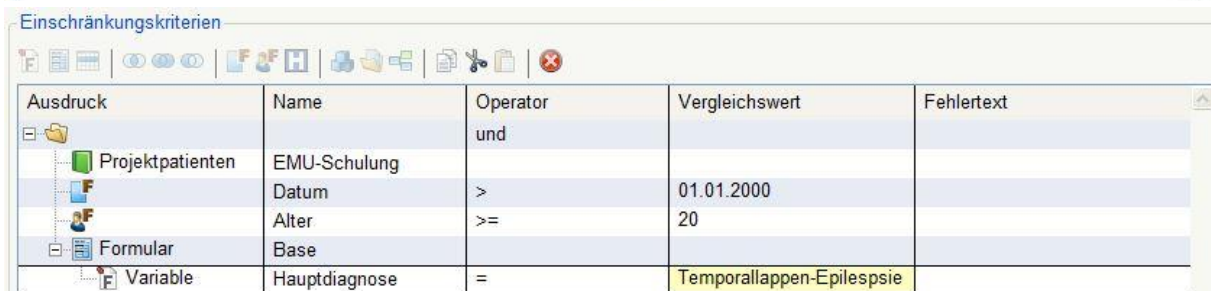 Einschränkungskriterien
Ausdruck Name Operator Vergleichswert Fehlertext
und
Projektpatienten EMU-Schulung
F Datum > 01.01.2000
F Alter >= 20
Formular Base
F Variable Hauptdiagnose = Temporallappen-Epilespsie